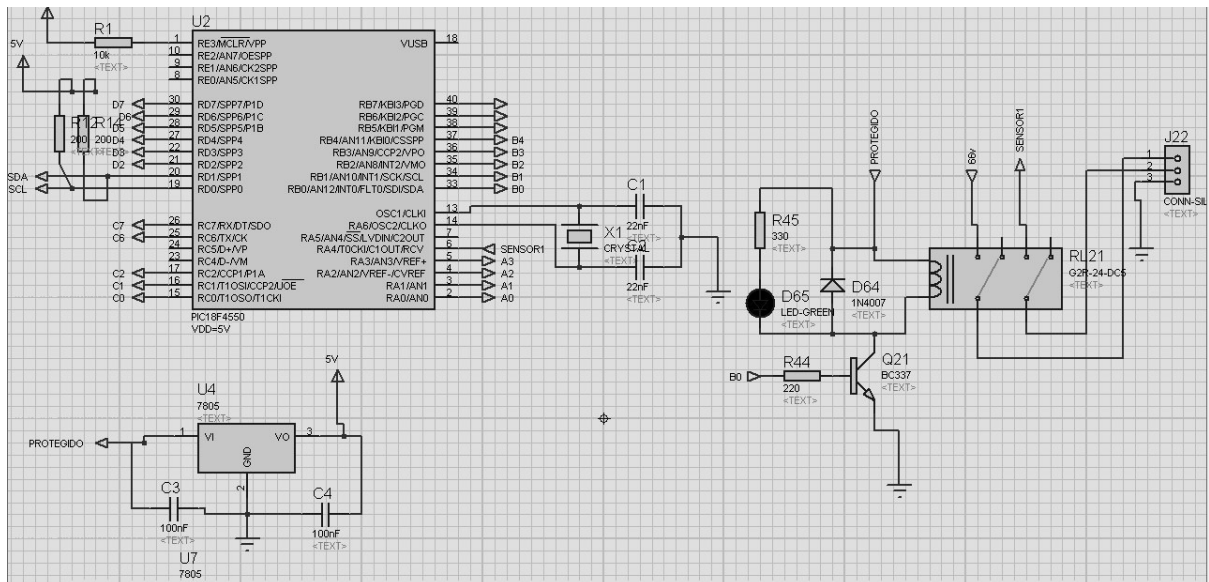 U2
R1
10k
<TEXT>
5V
1 RE3/MCLR/VPP VUSB 18
10 RE2/AN7/OESPP
9 RE1/AN6/CK2SPP
8 RE0/AN5/CK1SPP
D7 30 RD7/SPP7/P1D RB7/KBI3/PGD 40
D6 29 RD6/SPP6/P1C RB6/KBI2/PGC 39
D5 28 RD5/SPP5/P1B RB5/KBI1/PGM 38
D4 27 RD4/SPP4 RB4/AN11/KBI0/CSSPP 37 B4
D3 22 RD3/SPP3 RB3/AN9/CCP2/VPO 36 B3
D2 21 RD2/SPP2 RB2/AN8/INT2/VMO 35 B2
SDA 20 RD1/SPP1 RB1/AN10/INT1/SCK/SCL 34 B1
SCL 19 RD0/SPP0 RB0/AN12/INT0/FLT0/SDI/SDA 33 B0
R12 R14
200 200
OSC1/CLKI 13
C7 26 RC7/RX/DT/SDO RA6/OSC2/CLKO 14
C6 25 RC6/TX/CK RA5/AN4/SS/LVDIN/C2OUT 7
24 RC5/D+/VP RA4/T0CKI/C1OUT/RCV 6 SENSOR1
23 RC4/D-/VM RA3/AN3/VREF+ 5 A3
C2 17 RC2/CCP1/P1A RA2/AN2/VREF-/CVREF 4 A2
C1 16 RC1/T1OSI/CCP2/UOE RA1/AN1 3 A1
C0 15 RC0/T1OSO/T1CKI RA0/AN0 2 A0
PIC18F4550
VDD=5V
C1
22nF
X1
CRYSTAL
22nF
<TEXT>
PROTEGIDO
66v
SENSOR1
J22
1
2
3
CONN-SIL
<TEXT>
R45
330
<TEXT>
D65
LED-GREEN
<TEXT>
D64
1N4007
<TEXT>
RL21
G2R-24-DC5
<TEXT>
B0
R44
220
<TEXT>
Q21
BC337
<TEXT>
5V
U4
7805
<TEXT>
PROTEGIDO
1 VI VO 3
GND
2
C3
100nF
<TEXT>
C4
100nF
<TEXT>
U7
7805